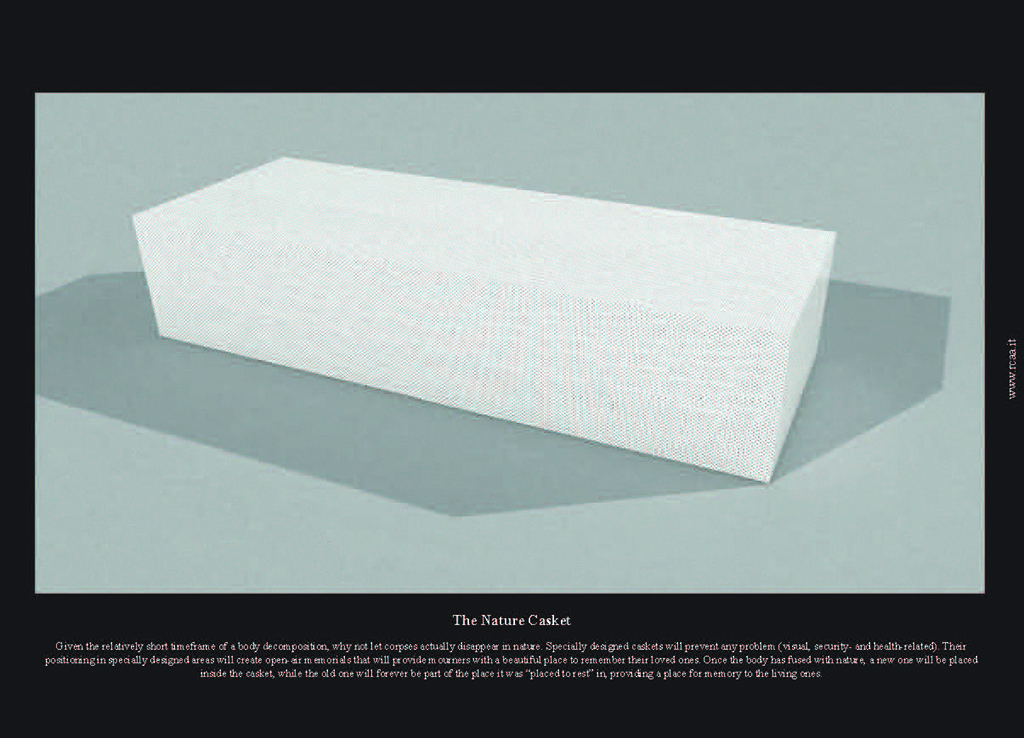 The Nature Casket
Given the relatively short timeframe of a body decomposition, why not let corpses actually disappear in nature. Specially designed caskets will prevent any problem (visual, security- and health-related). Their
positioning in specially designed areas will create open-air memorials that will provide mourners with a beautiful place to remember their loved ones. Once the body has fused with nature, a new one will be placed
inside the casket, while the old one will forever be part of the place it was “placed to rest” in, providing a place for memory to the living ones.
www.rcaa.it